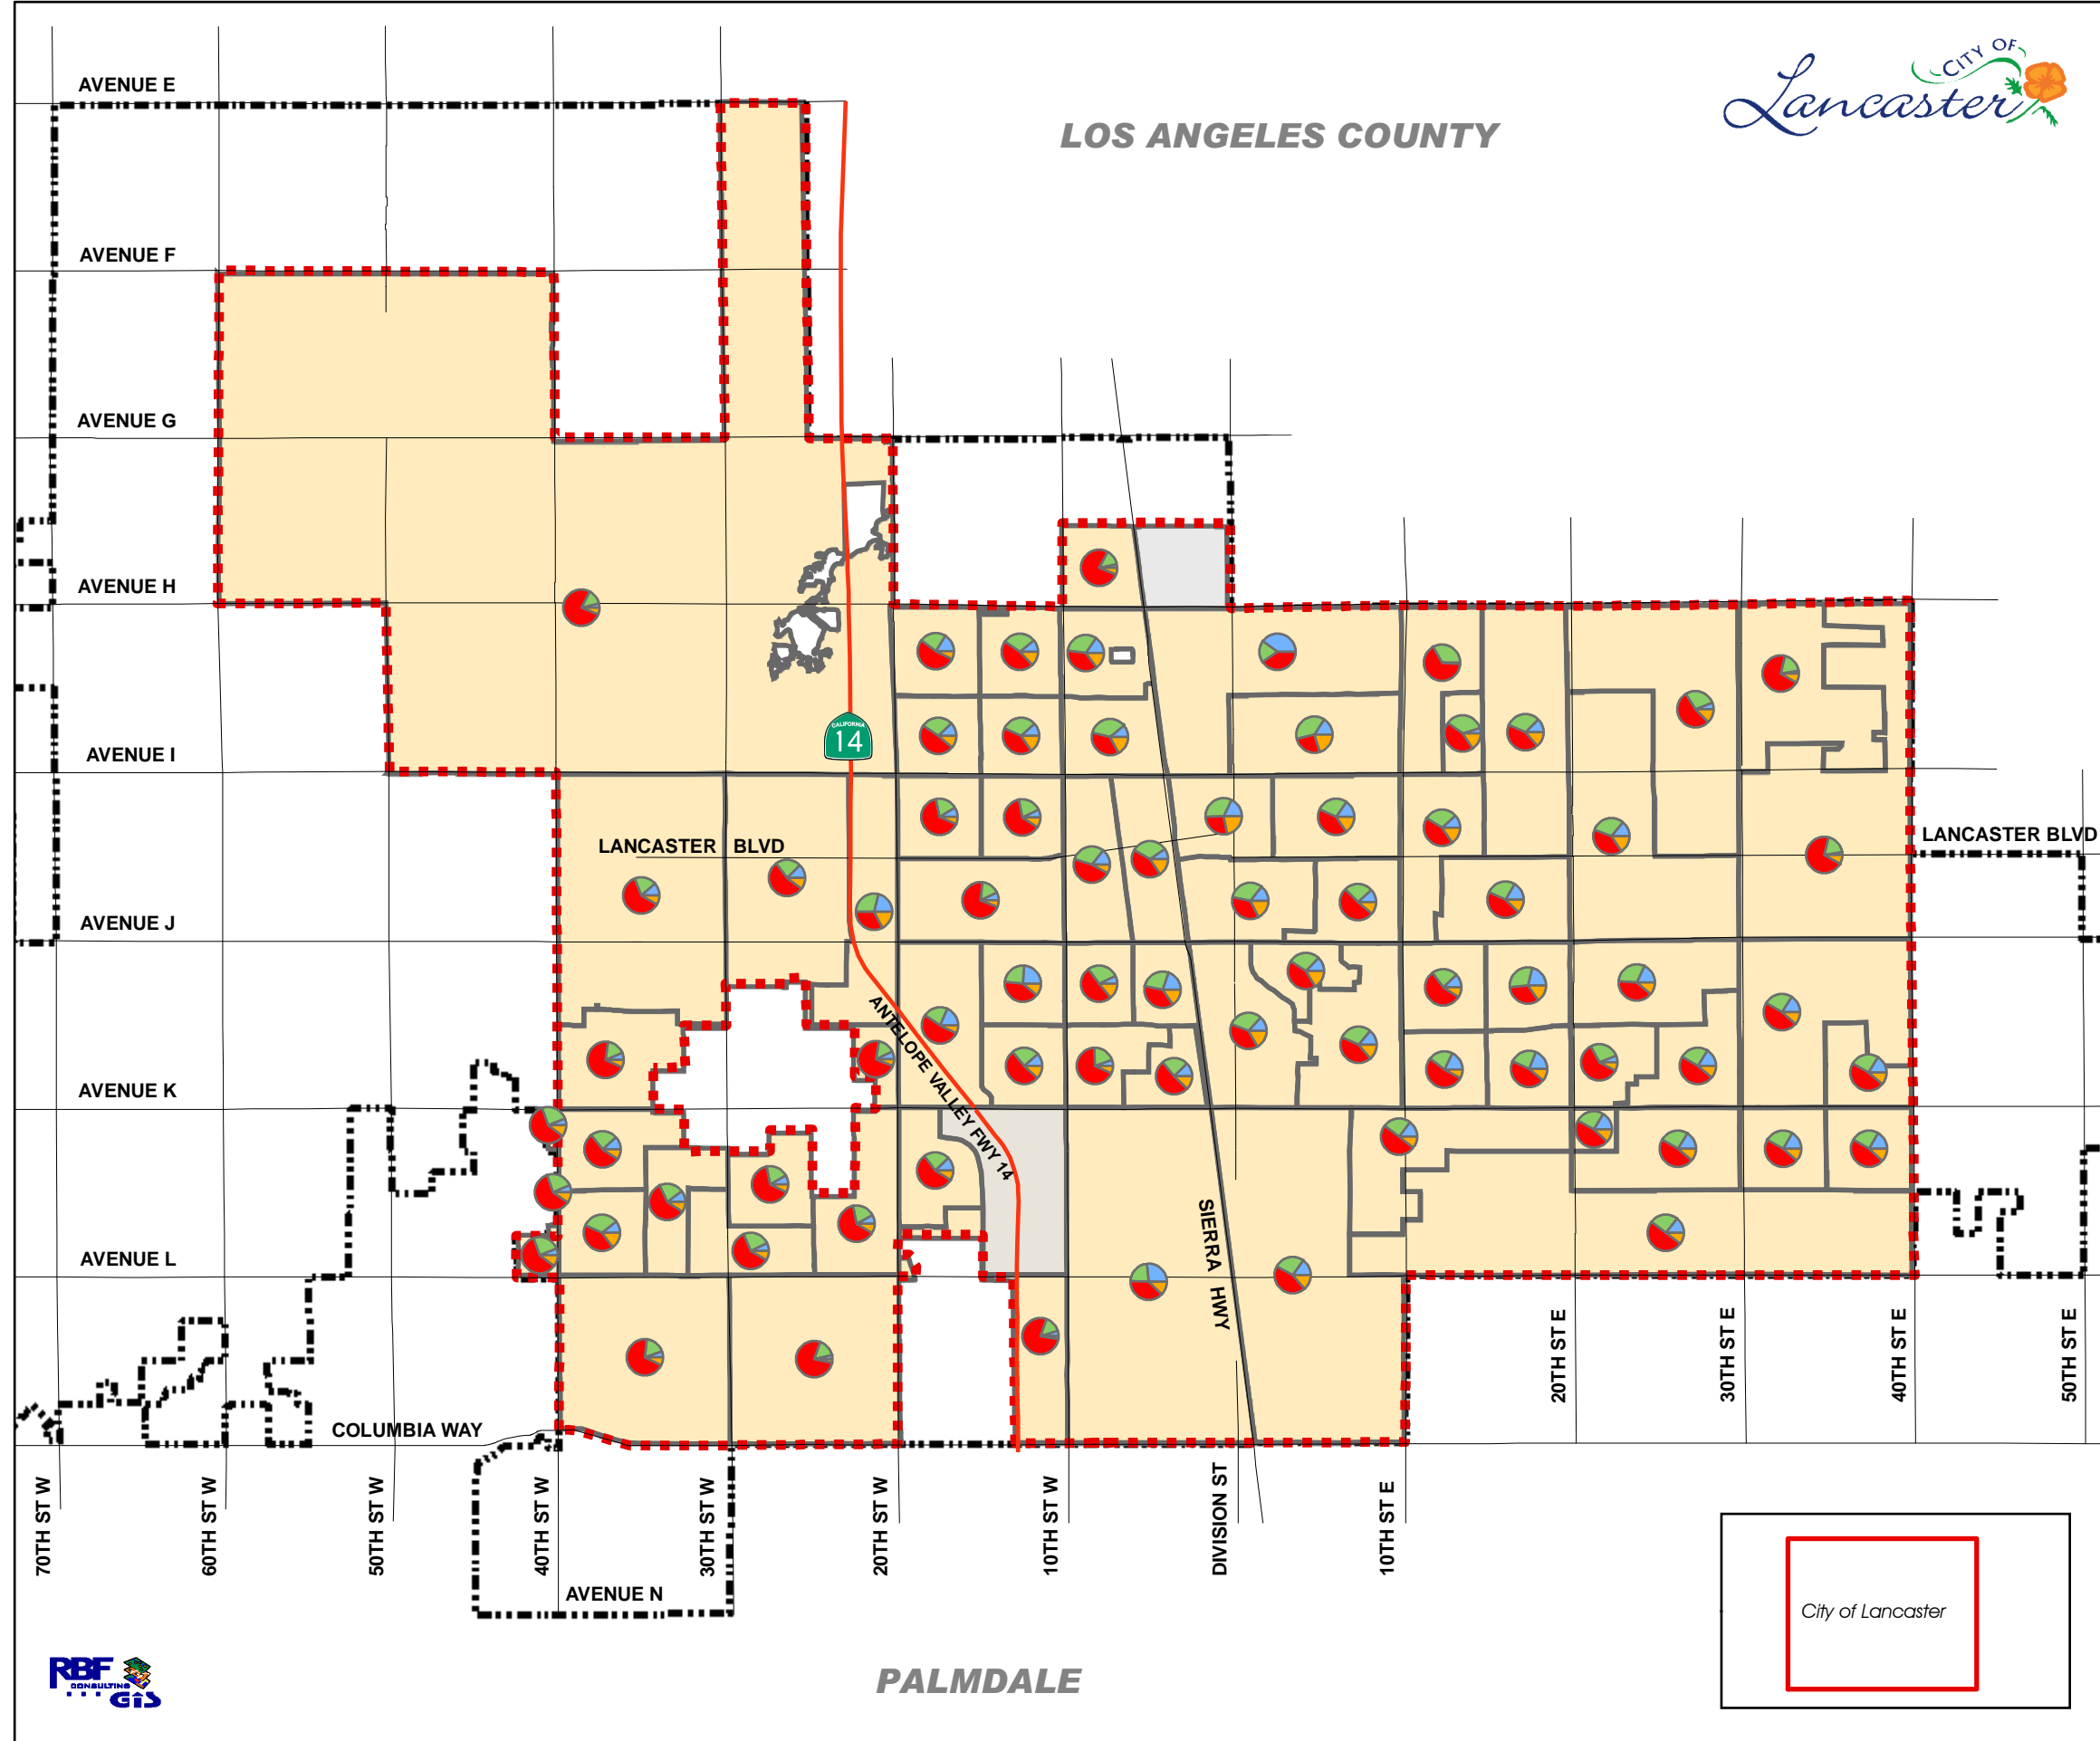 CITY OF
Lancaster
LOS ANGELES COUNTY
AVENUE E
AVENUE F
AVENUE G
AVENUE H
AVENUE I
CALIFORNIA
14
LANCASTER BLVD
LANCASTER BLVD
AVENUE J
ANTELOPE VALLEY FWY 14
AVENUE K
SIERRA HWY
AVENUE L
COLUMBIA WAY
70TH ST W
60TH ST W
50TH ST W
40TH ST W
30TH ST W
20TH ST W
10TH ST W
DIVISION ST
10TH ST E
20TH ST E
30TH ST E
40TH ST E
50TH ST E
AVENUE N
City of Lancaster
RBF
CONSULTING
GIS
PALMDALE